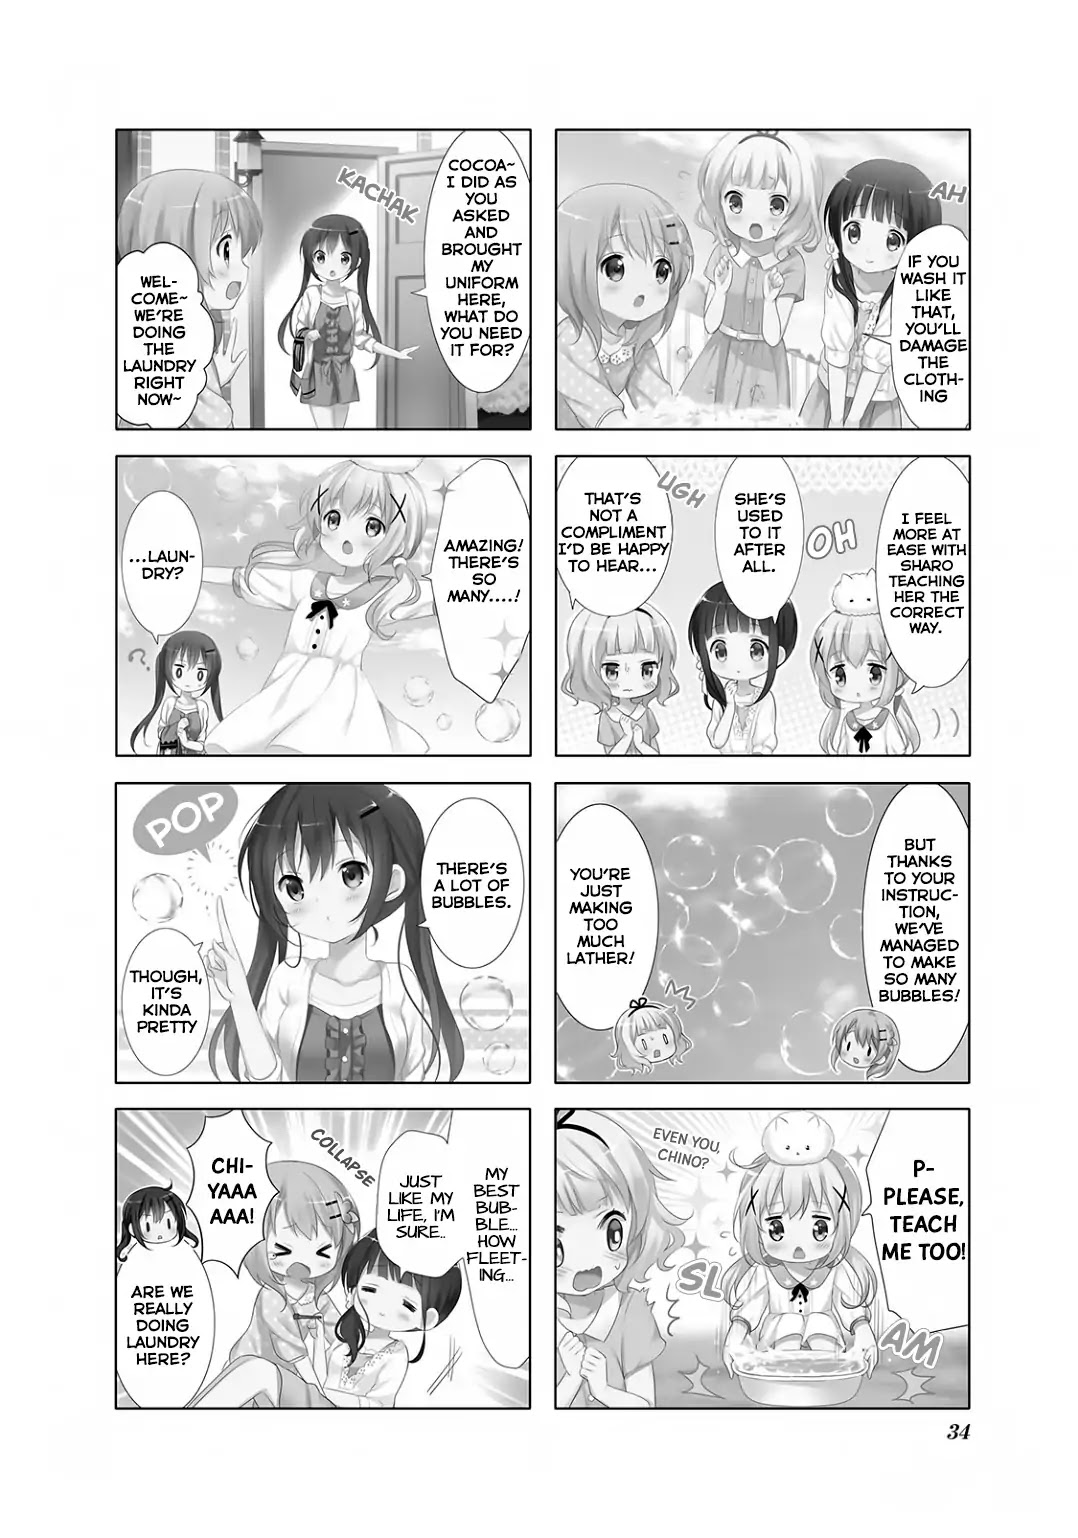 AH
IF YOU
WASH IT
LIKE
THAT,
YOU'LL
DAMAGE
THE
CLOTH-
ING
I FEEL
MORE AT
EASE WITH
SHARO
TEACHING
HER THE
CORRECT
WAY.
OH
SHE'S
USED
TO IT
AFTER
ALL.
UGH
THAT'S
NOT A
COMPLIMENT
I'D BE HAPPY
TO HEAR...
BUT
THANKS
TO YOUR
INSTRUC-
TION,
WE'VE
MANAGED
TO MAKE
SO MANY
BUBBLES!
YOU'RE
JUST
MAKING
TOO
MUCH
LATHER!
P-
PLEASE,
TEACH
ME TOO!
EVEN YOU,
CHINO?
SL
AM
COCOA~
I DID AS
YOU
ASKED
AND
BROUGHT
MY
UNIFORM
HERE,
WHAT DO
YOU NEED
IT FOR?
KACHAK
WEL-
COME~
WE'RE
DOING
THE
LAUNDRY
RIGHT
NOW~
AMAZING!
THERE'S
SO
MANY....!
...LAUN-
DRY?
?
THERE'S
A LOT OF
BUBBLES.
POP
THOUGH,
IT'S
KINDA
PRETTY
MY
BEST
BUB-
BLE...
HOW
FLEET-
ING...
JUST
LIKE MY
LIFE, I'M
SURE..
COLLAPSE
CHI-
YAAA
AAA!
ARE WE
REALLY
DOING
LAUNDRY
HERE?
34